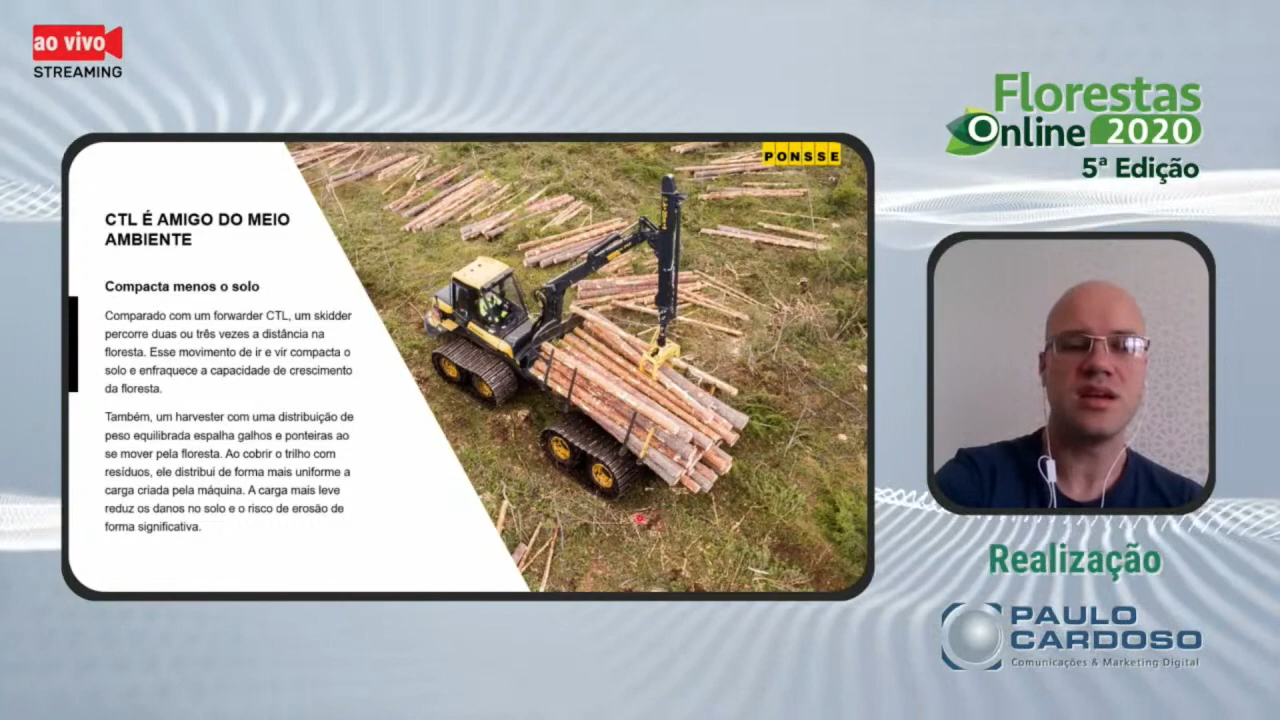 ao vivo
STREAMING
Florestas
Online 2020
5ª Edição
PONSSE
CTL É AMIGO DO MEIO
AMBIENTE
Compacta menos o solo
Comparado com um forwarder CTL, um skidder
percorre duas ou três vezes a distância na
floresta. Esse movimento de ir e vir compacta o
solo e enfraquece a capacidade de crescimento
da floresta.
Também, um harvester com uma distribuição de
peso equilibrada espalha galhos e ponteiras ao
se mover pela floresta. Ao cobrir o trilho com
resíduos, ele distribui de forma mais uniforme a
carga criada pela máquina. A carga mais leve
reduz os danos no solo e o risco de erosão de
forma significativa.
Realização
PAULO
CARDOSO
Comunicações & Marketing Digital